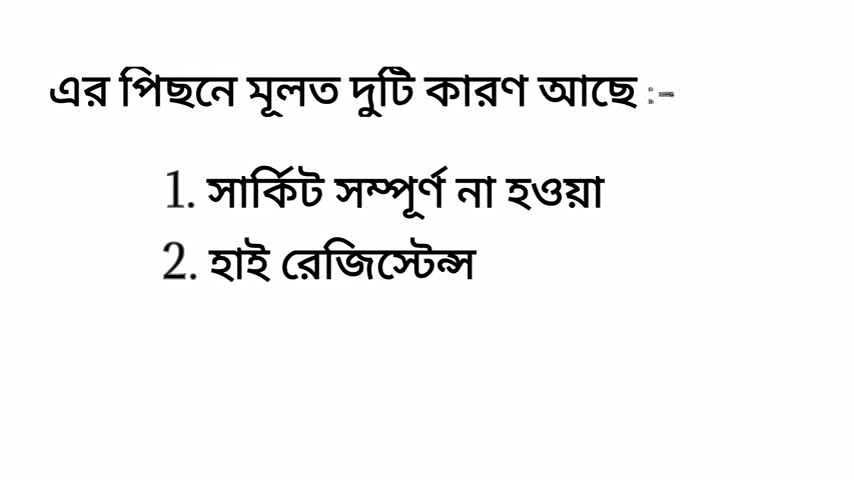 এর পিছনে মূলত দুটি কারণ আছে :-
1. সার্কিট সম্পূর্ণ না হওয়া
2. হাই রেজিস্টেন্স